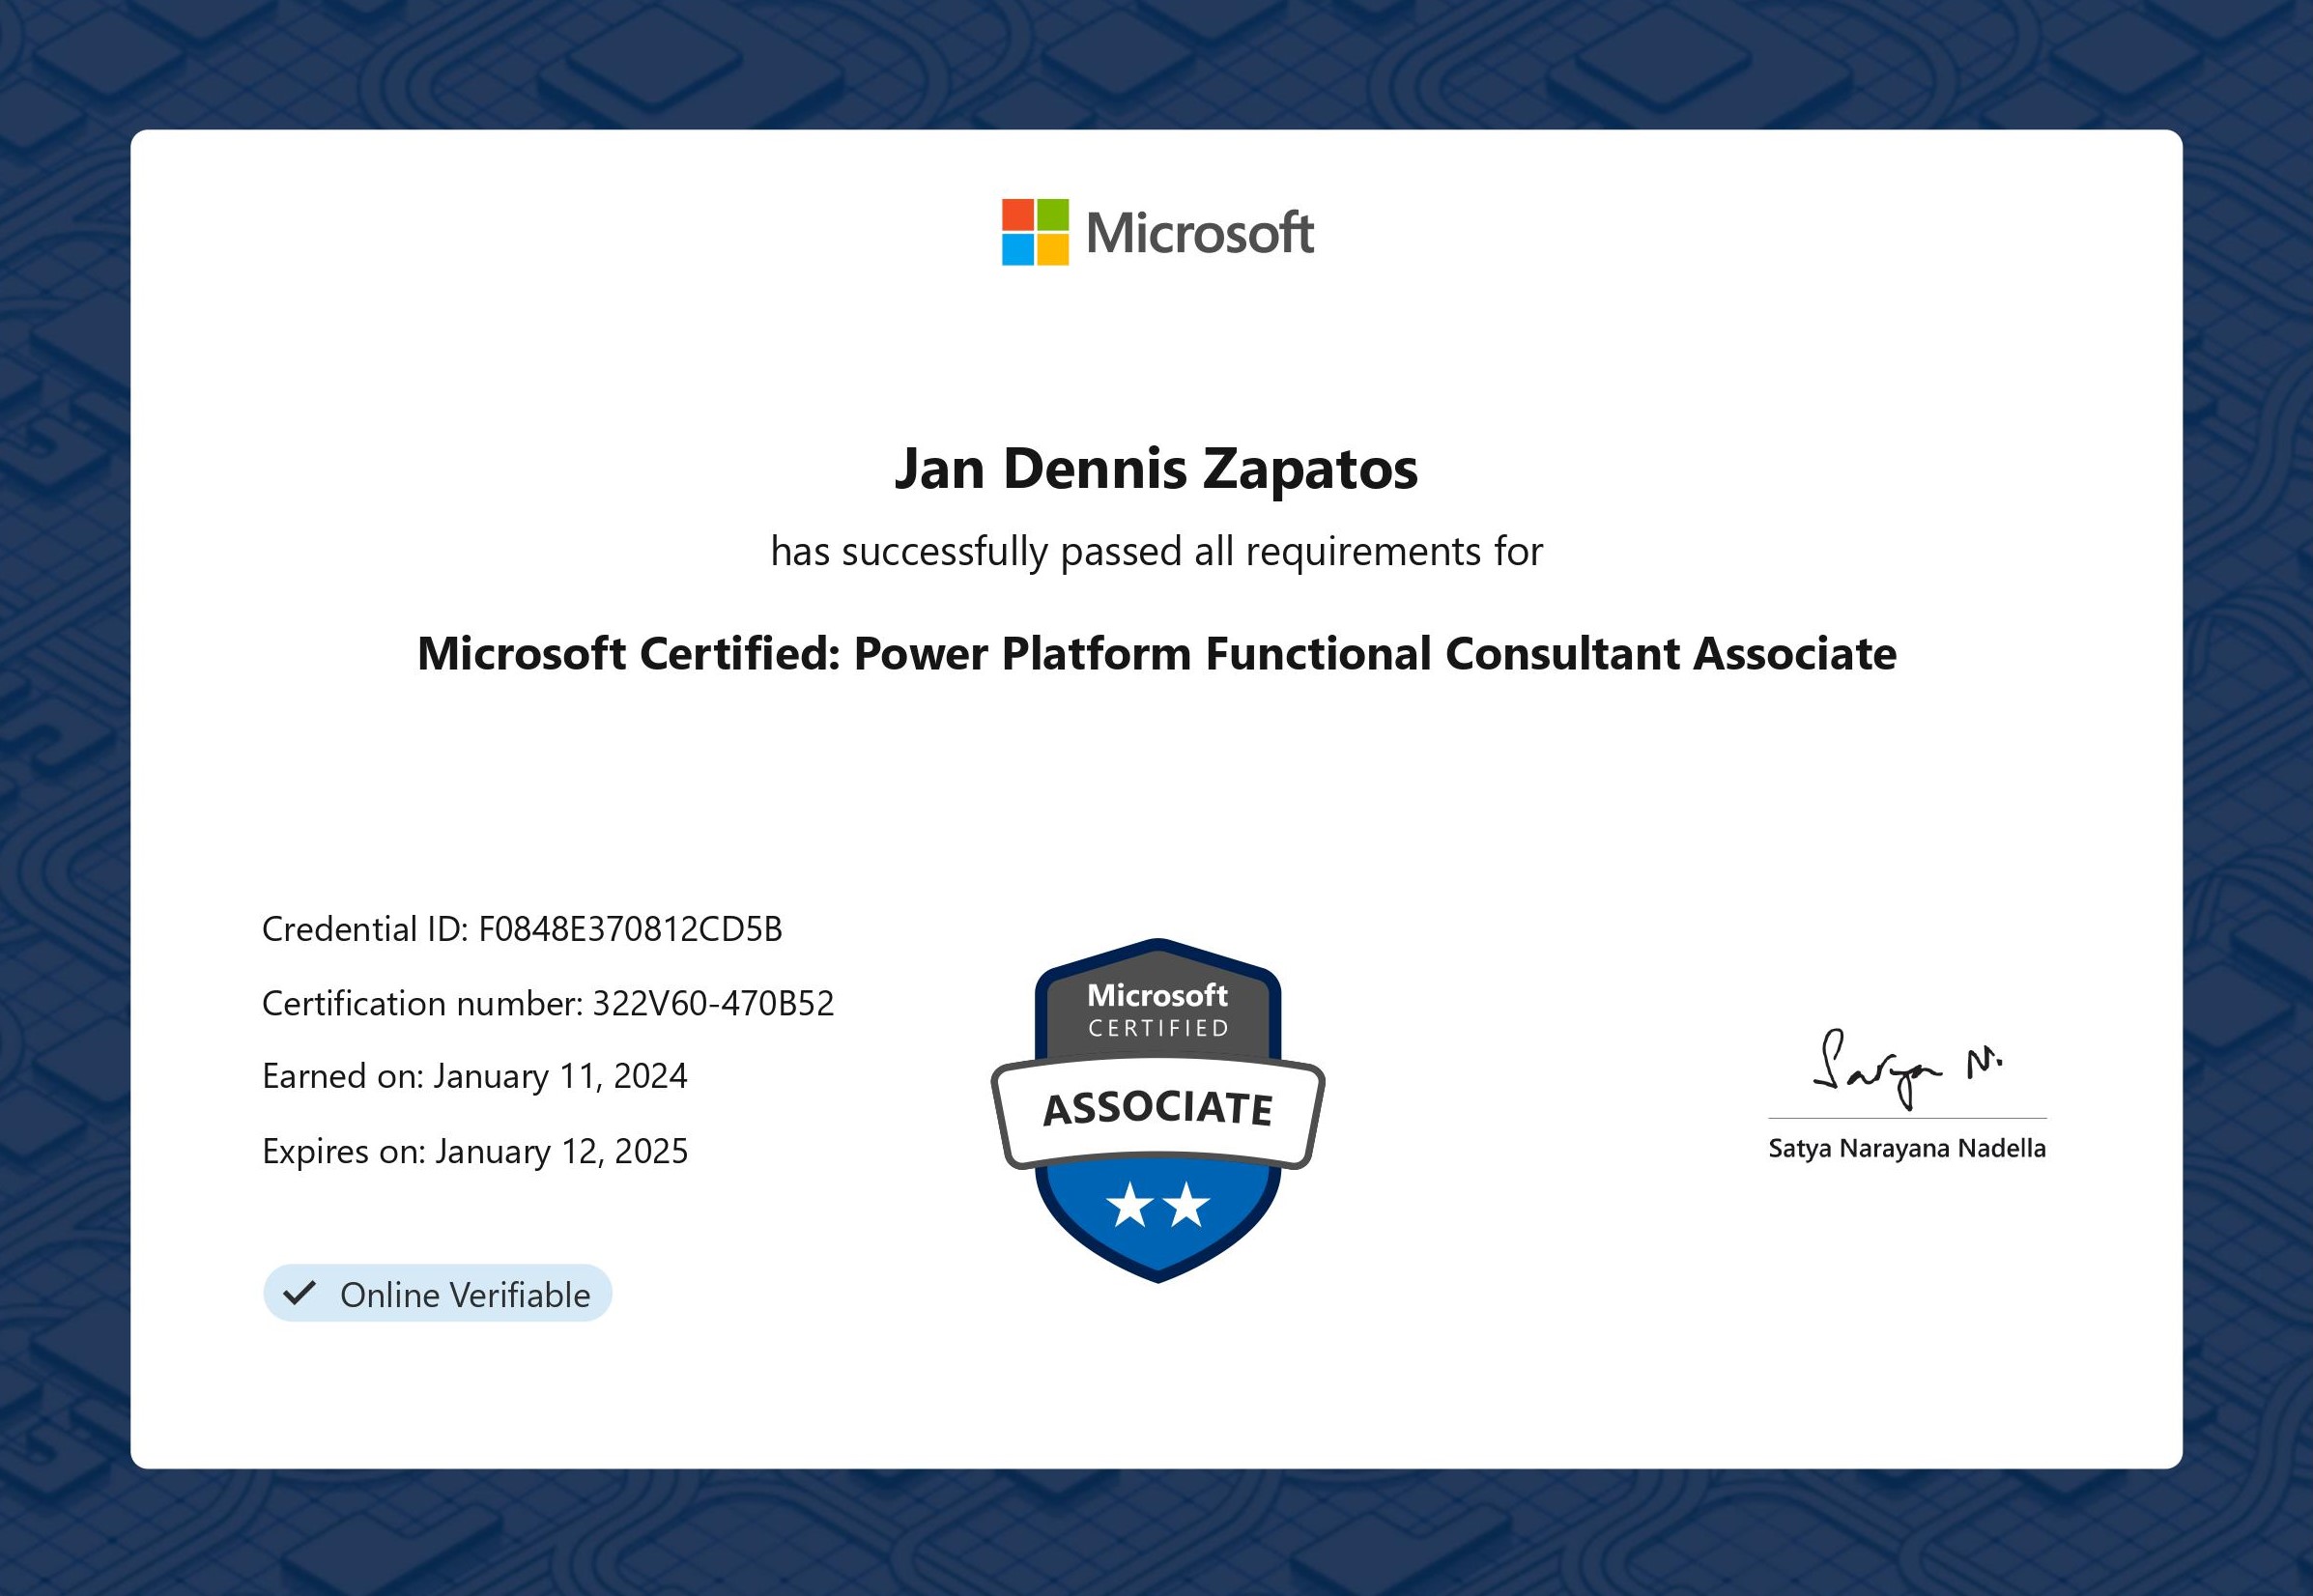 Microsoft
Jan Dennis Zapatos
has successfully passed all requirements for
Microsoft Certified: Power Platform Functional Consultant Associate
Credential ID: F0848E370812CD5B
Certification number: 322V60-470B52
Earned on: January 11, 2024
Expires on: January 12, 2025
Online Verifiable
Microsoft
CERTIFIED
ASSOCIATE
Satya N.
Satya Narayana Nadella